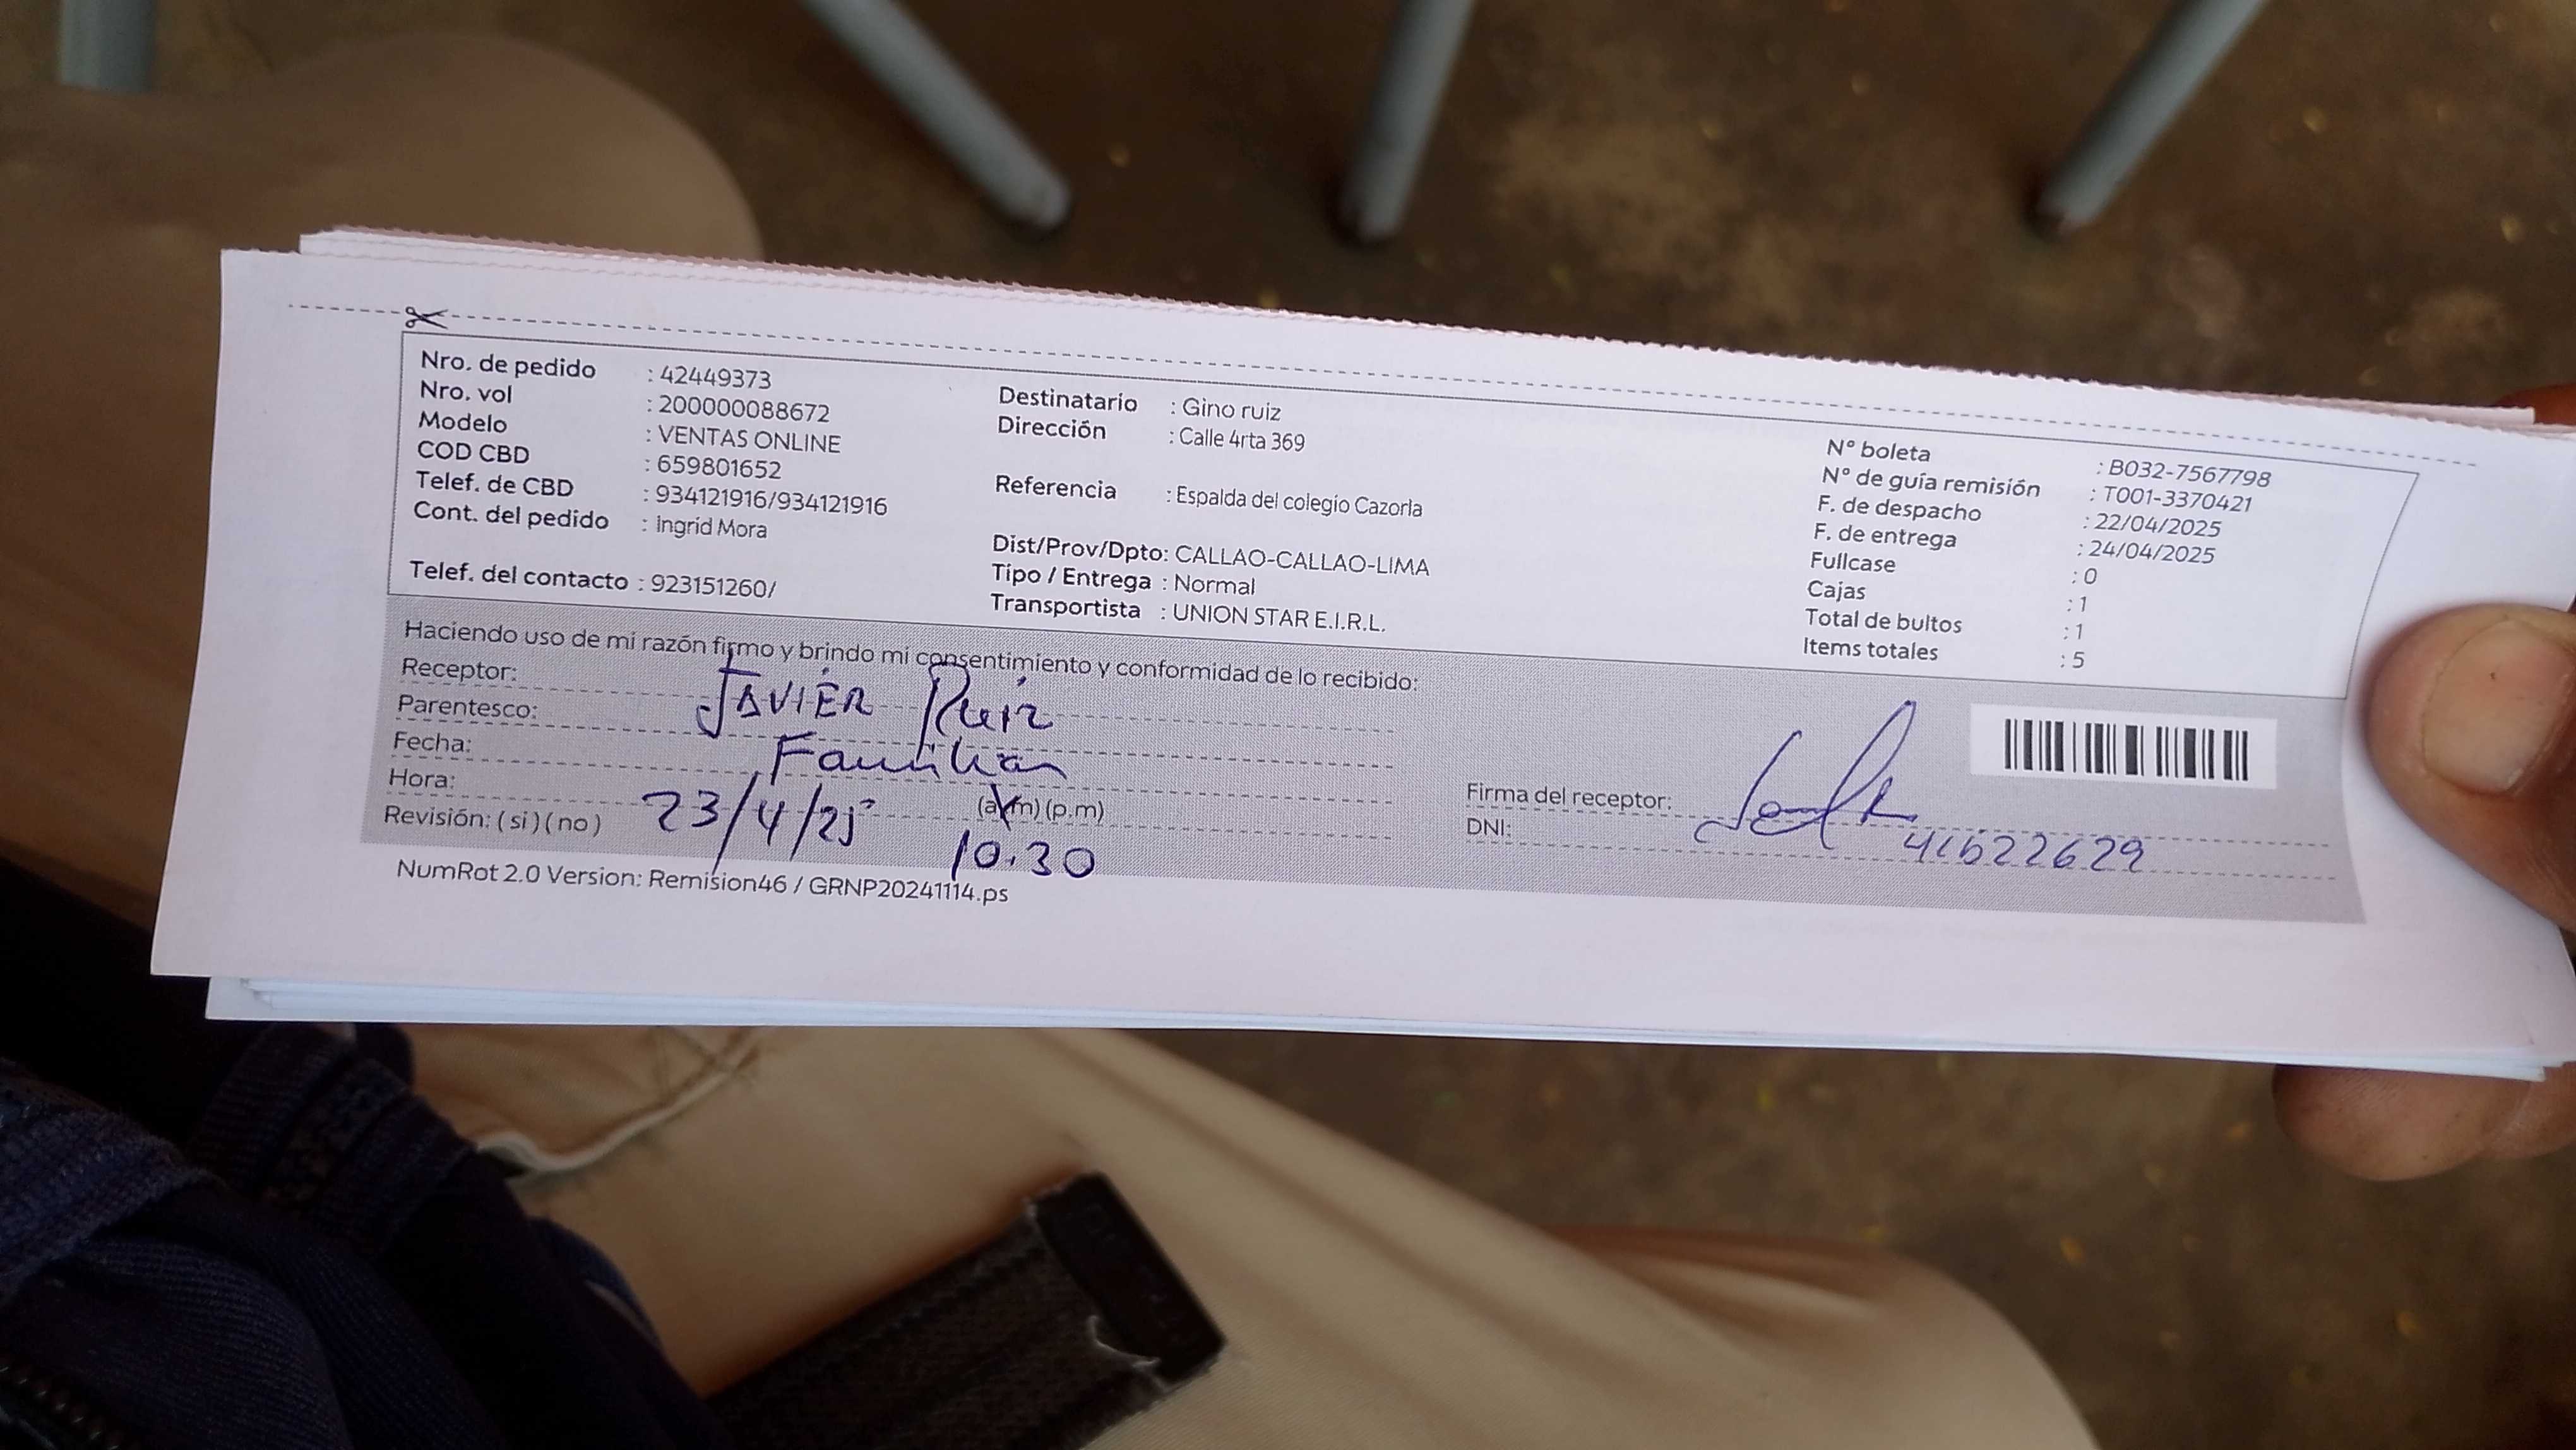 Nro. de pedido : 42449373
Nro. vol : 200000088672
Modelo : VENTAS ONLINE
COD CBD : 659801652
Telef. de CBD : 934121916/934121916
Cont. del pedido : Ingrid Mora
Telef. del contacto : 923151260/
Destinatario : Gino ruiz
Dirección : Calle 4rta 369
Referencia : Espalda del colegio Cazorla
Dist/Prov/Dpto: CALLAO-CALLAO-LIMA
Tipo / Entrega : Normal
Transportista : UNION STAR E.I.R.L.
N° boleta : B032-7567798
N° de guía remisión : T001-3370421
F. de despacho : 22/04/2025
F. de entrega : 24/04/2025
Fullcase : 0
Cajas : 1
Total de bultos : 1
Items totales : 5
Haciendo uso de mi razón firmo y brindo mi consentimiento y conformidad de lo recibido:
Receptor: JAVIER Ruiz
Parentesco: Familiar
Fecha: 23/4/25
Hora: (a.m) (p.m) 10:30
Revisión: ( si ) ( no )
Firma del receptor:
DNI: 41622629
NumRot 2.0 Version: Remision46 / GRNP20241114.ps